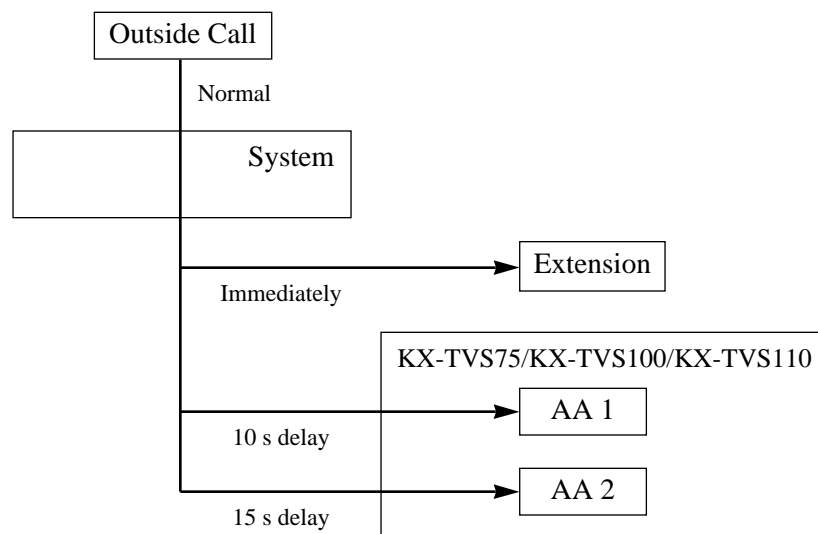 Outside Call
Normal
System
Extension
Immediately
KX-TVS75/KX-TVS100/KX-TVS110
AA 1
10 s delay
AA 2
15 s delay